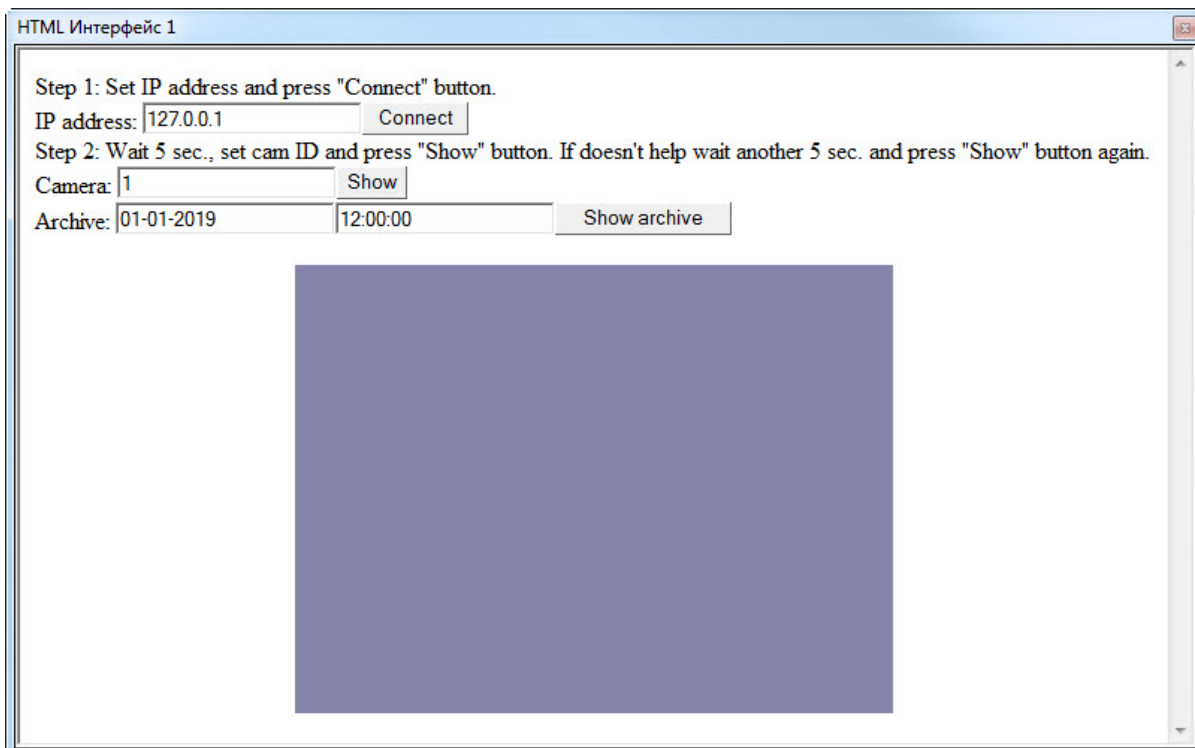 HTML Интерфейс 1
Step 1: Set IP address and press "Connect" button.
IP address: 127.0.0.1 Connect
Step 2: Wait 5 sec., set cam ID and press "Show" button. If doesn't help wait another 5 sec. and press "Show" button again.
Camera: 1 Show
Archive: 01-01-2019 12:00:00 Show archive